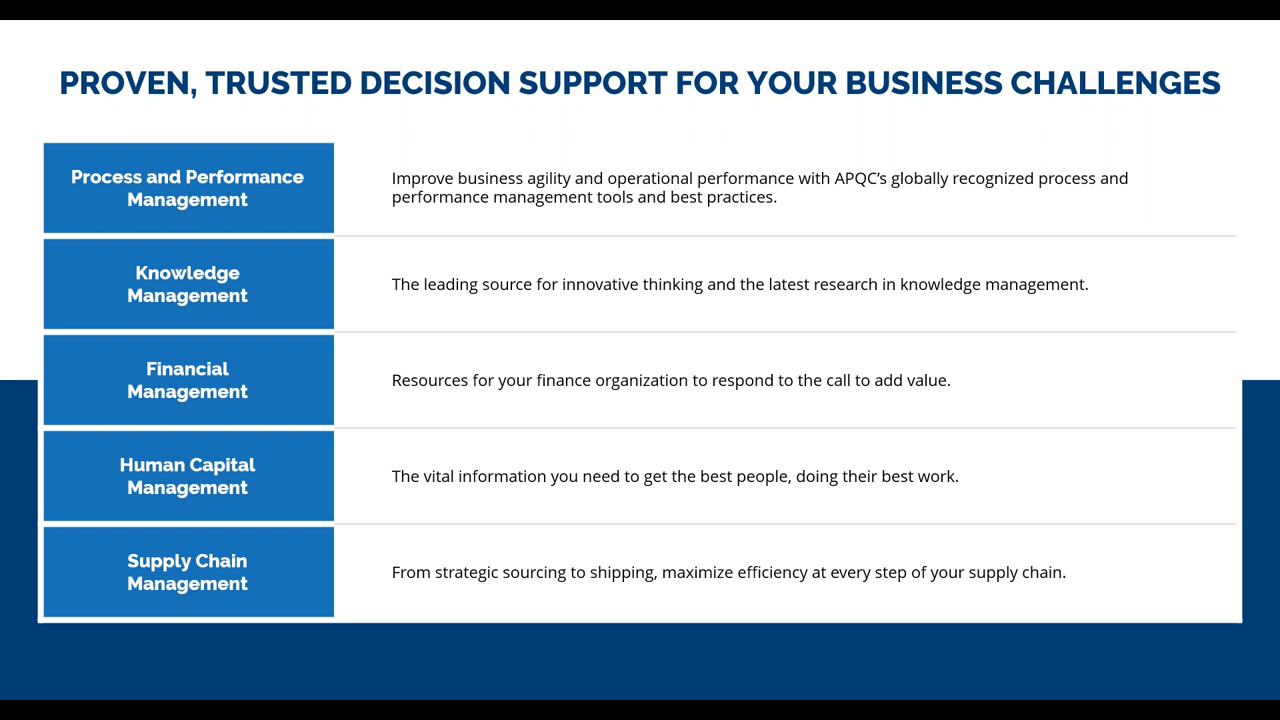 PROVEN, TRUSTED DECISION SUPPORT FOR YOUR BUSINESS CHALLENGES
Process and Performance
Management
Improve business agility and operational performance with APQC’s globally recognized process and
performance management tools and best practices.
Knowledge
Management
The leading source for innovative thinking and the latest research in knowledge management.
Financial
Management
Resources for your finance organization to respond to the call to add value.
Human Capital
Management
The vital information you need to get the best people, doing their best work.
Supply Chain
Management
From strategic sourcing to shipping, maximize efficiency at every step of your supply chain.